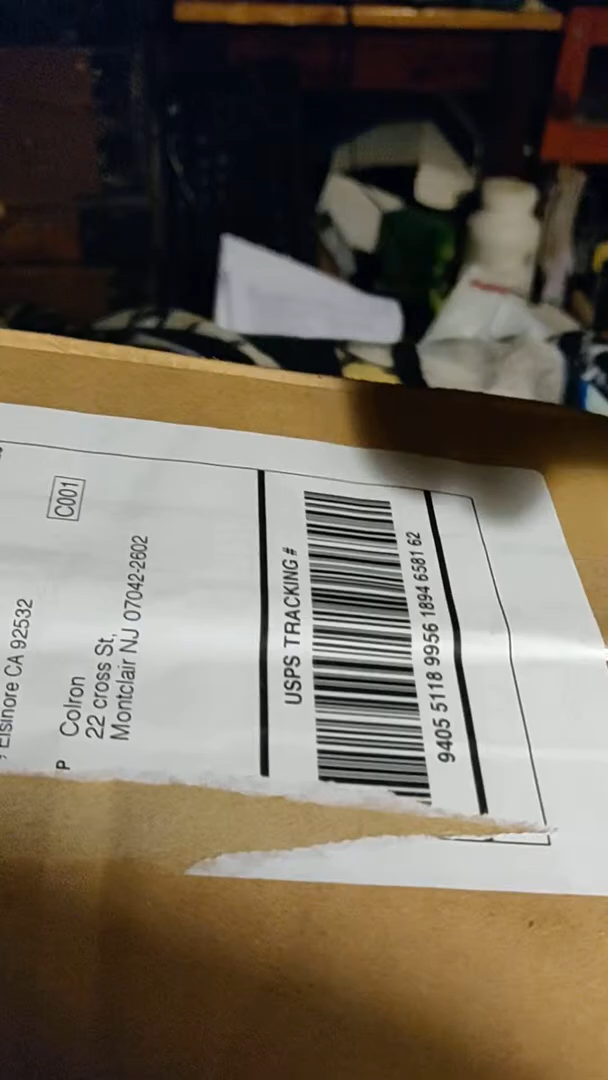 Elsinore CA 92532
C001
P
Colron
22 cross St,
Montclair NJ 07042-2602
USPS TRACKING #
9405 5118 9956 1894 6581 62